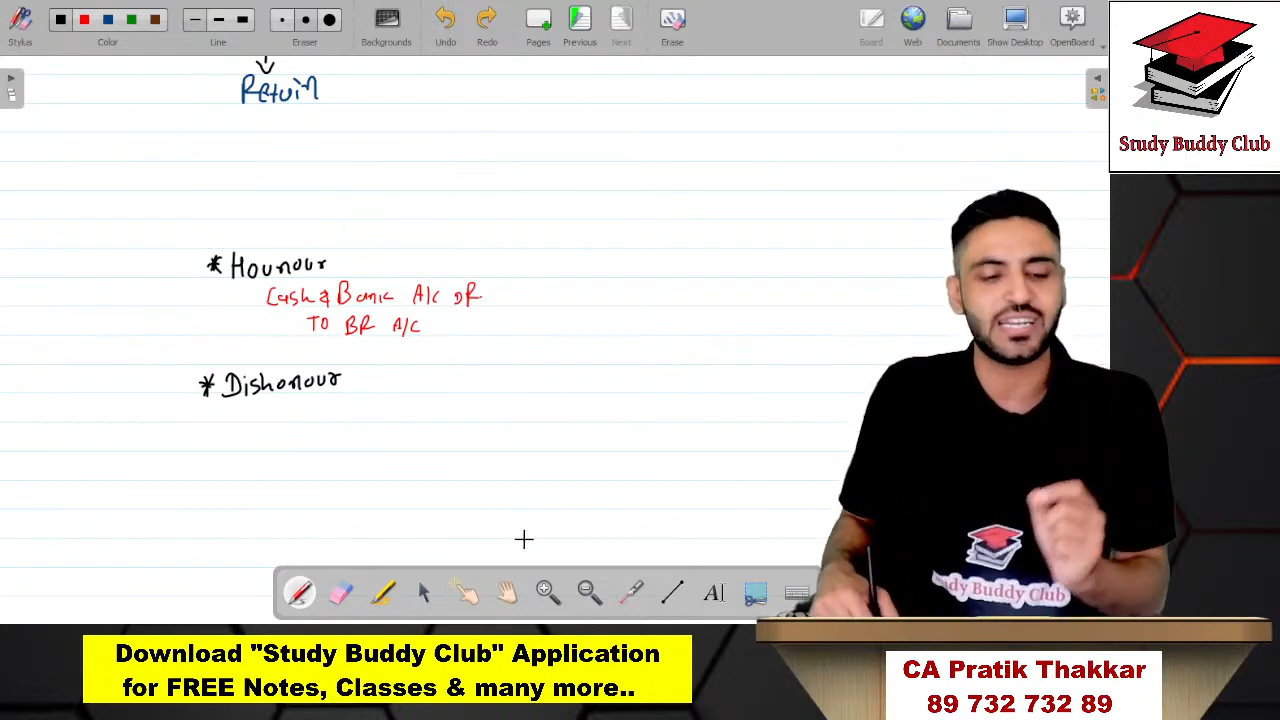 Stylus
Color
Line
Eraser
Backgrounds
Undo
Redo
Pages
Previous
Next
Erase
Board
Web
Documents
Show Desktop
OpenBoard
Study Buddy Club
Return
* Hounour
Cash & Bank A/c DR
TO BR A/C
* Dishonour
Study Buddy Club
Download "Study Buddy Club" Application
for FREE Notes, Classes & many more..
CA Pratik Thakkar
89 732 732 89